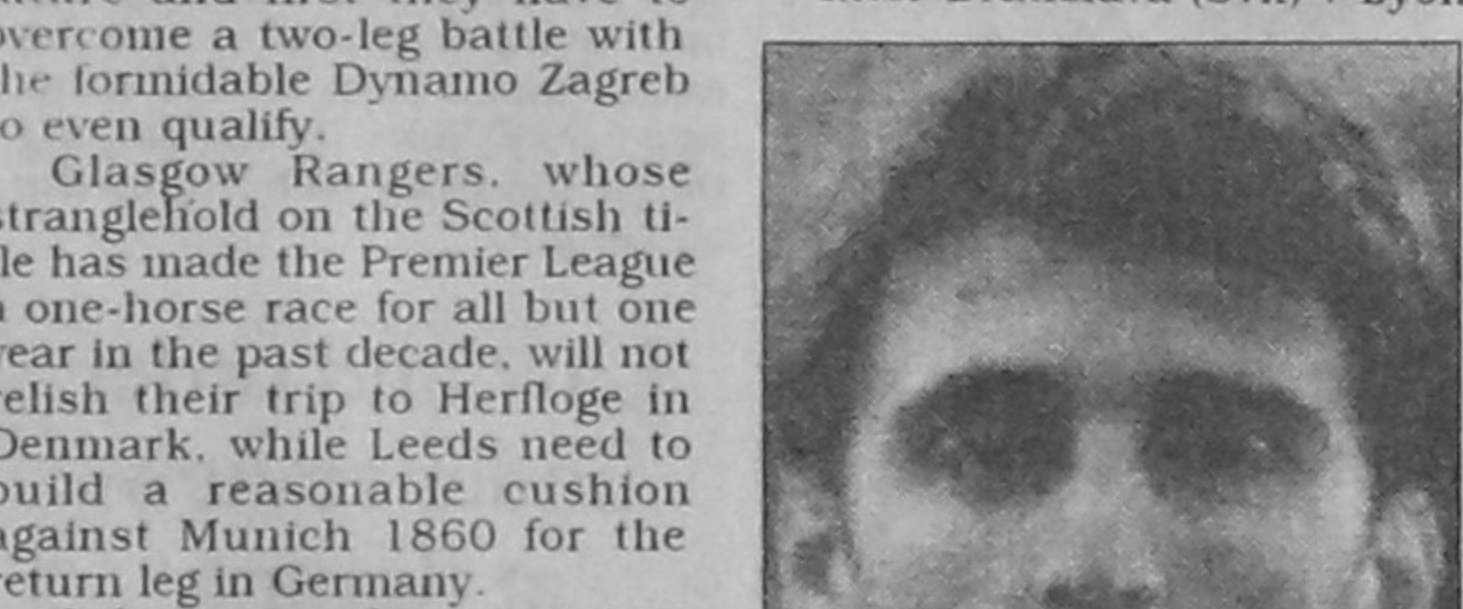 overcome a two-leg battle with
the formidable Dynamo Zagreb
to even qualify.
Glasgow Rangers, whose
stranglehold on the Scottish ti-
tle has made the Premier League
a one-horse race for all but one
year in the past decade, will not
relish their trip to Herfloge in
Denmark, while Leeds need to
build a reasonable cushion
against Munich 1860 for the
return leg in Germany.